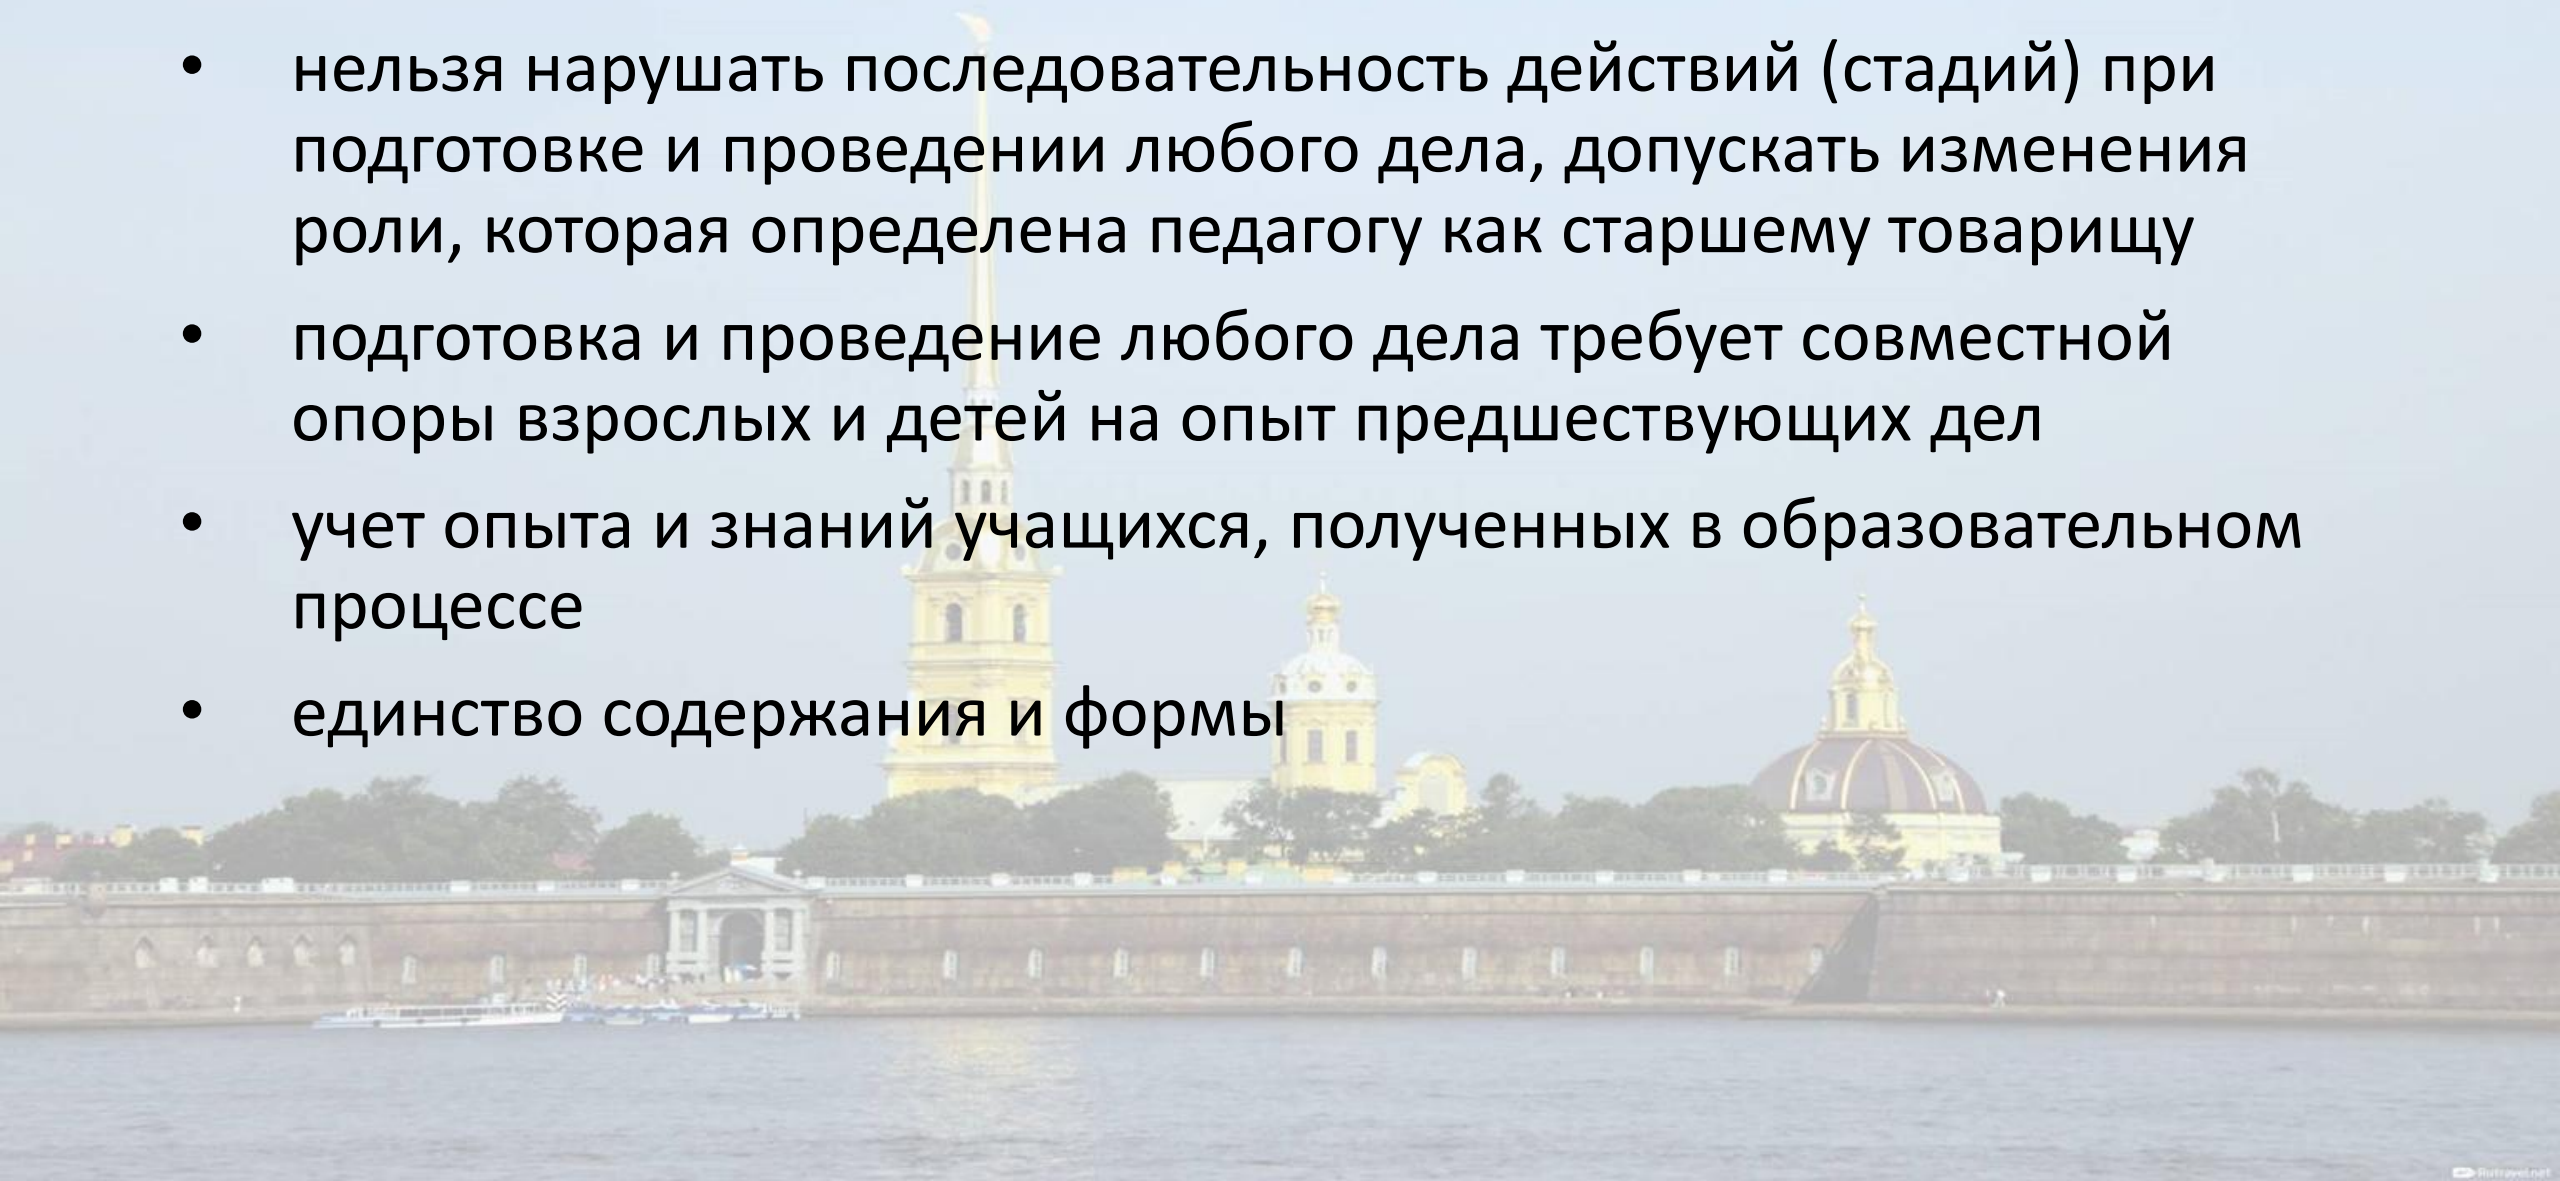 • нельзя нарушать последовательность действий (стадий) при
подготовке и проведении любого дела, допускать изменения
роли, которая определена педагогу как старшему товарищу
• подготовка и проведение любого дела требует совместной
опоры взрослых и детей на опыт предшествующих дел
• учет опыта и знаний учащихся, полученных в образовательном
процессе
• единство содержания и формы
Rutravel.net